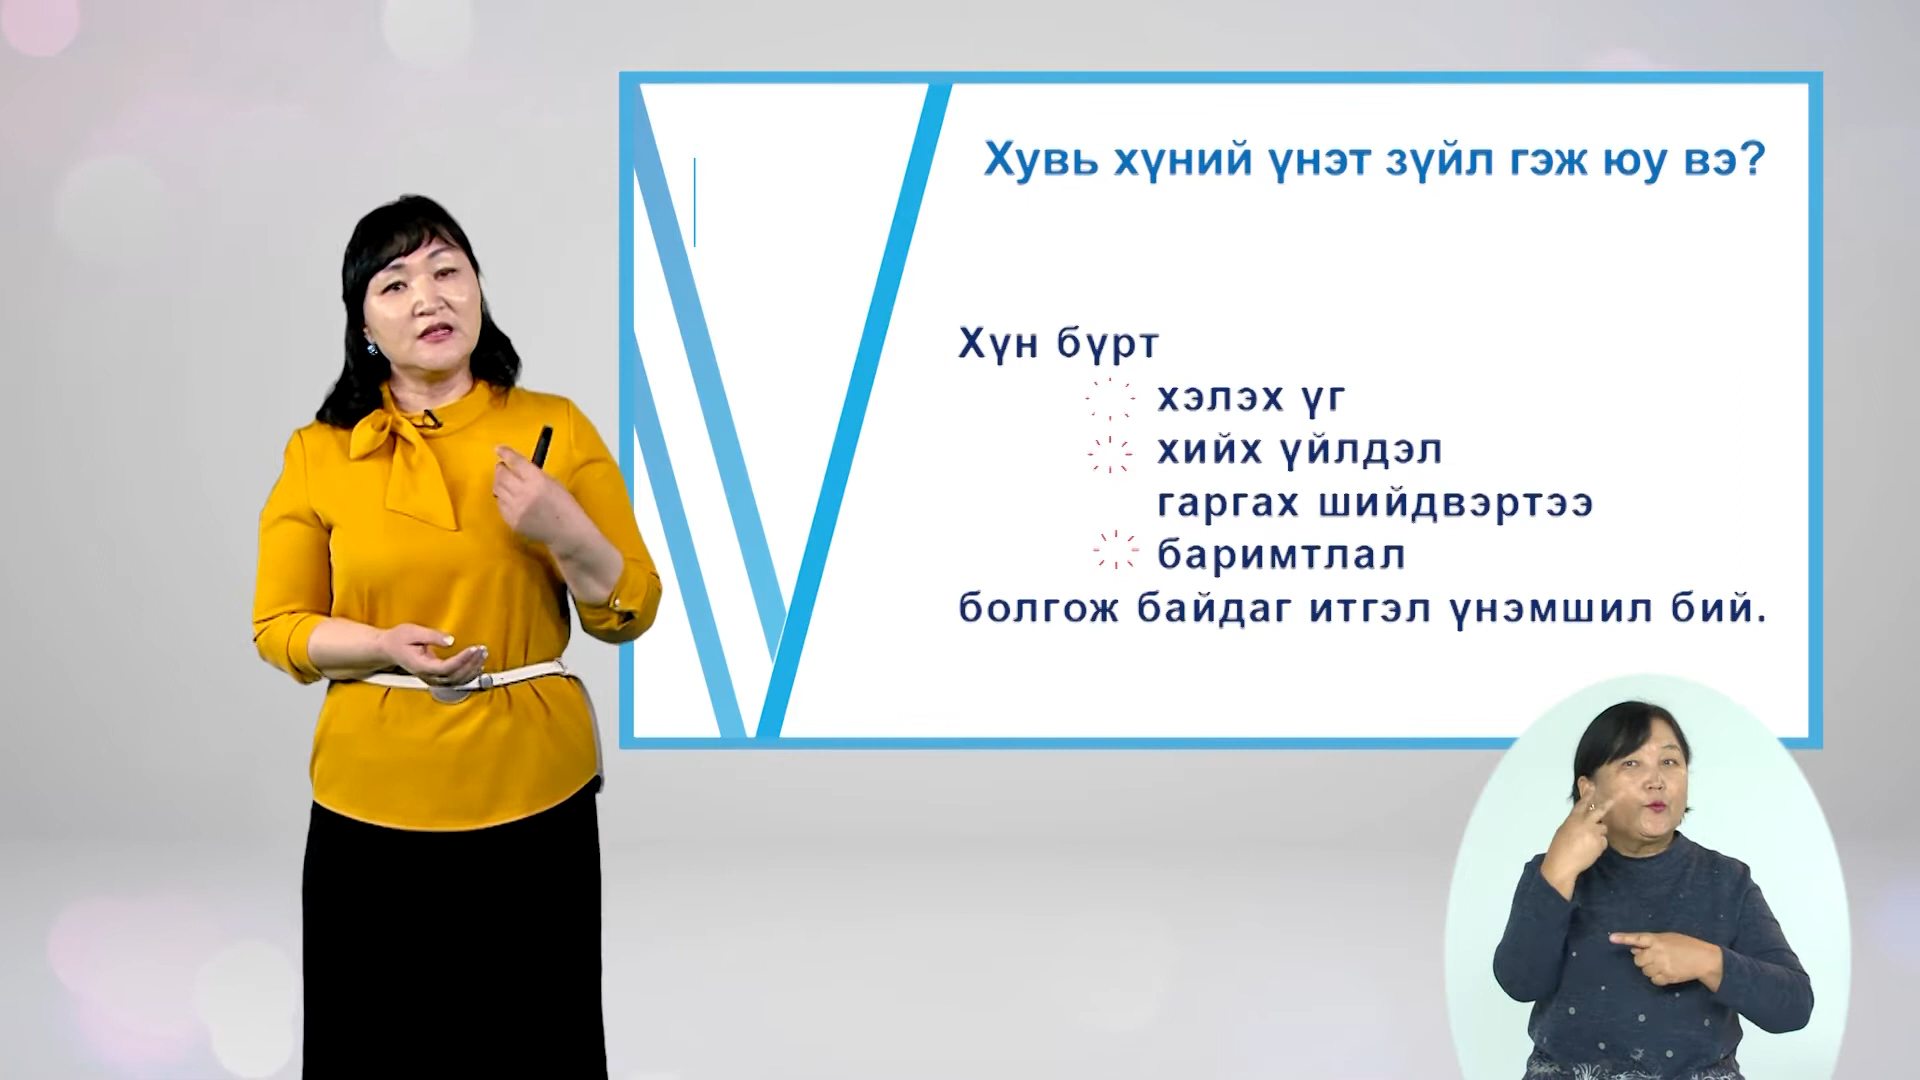 Хувь хүний үнэт зүйл гэж юу вэ?
Хүн бүрт
хэлэх үг
хийх үйлдэл
гаргах шийдвэртээ
баримтлал
болгож байдаг итгэл үнэмшил бий.